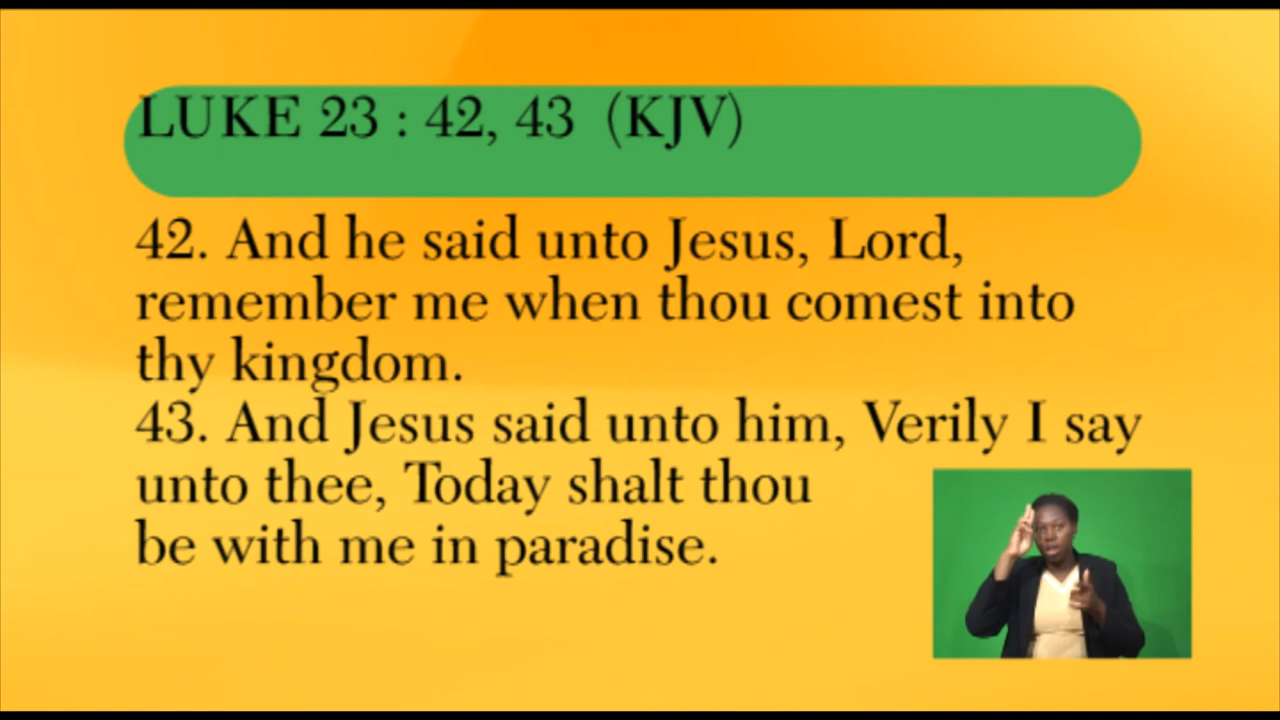 LUKE 23 : 42, 43 (KJV)
42. And he said unto Jesus, Lord,
remember me when thou comest into
thy kingdom.
43. And Jesus said unto him, Verily I say
unto thee, Today shalt thou
be with me in paradise.